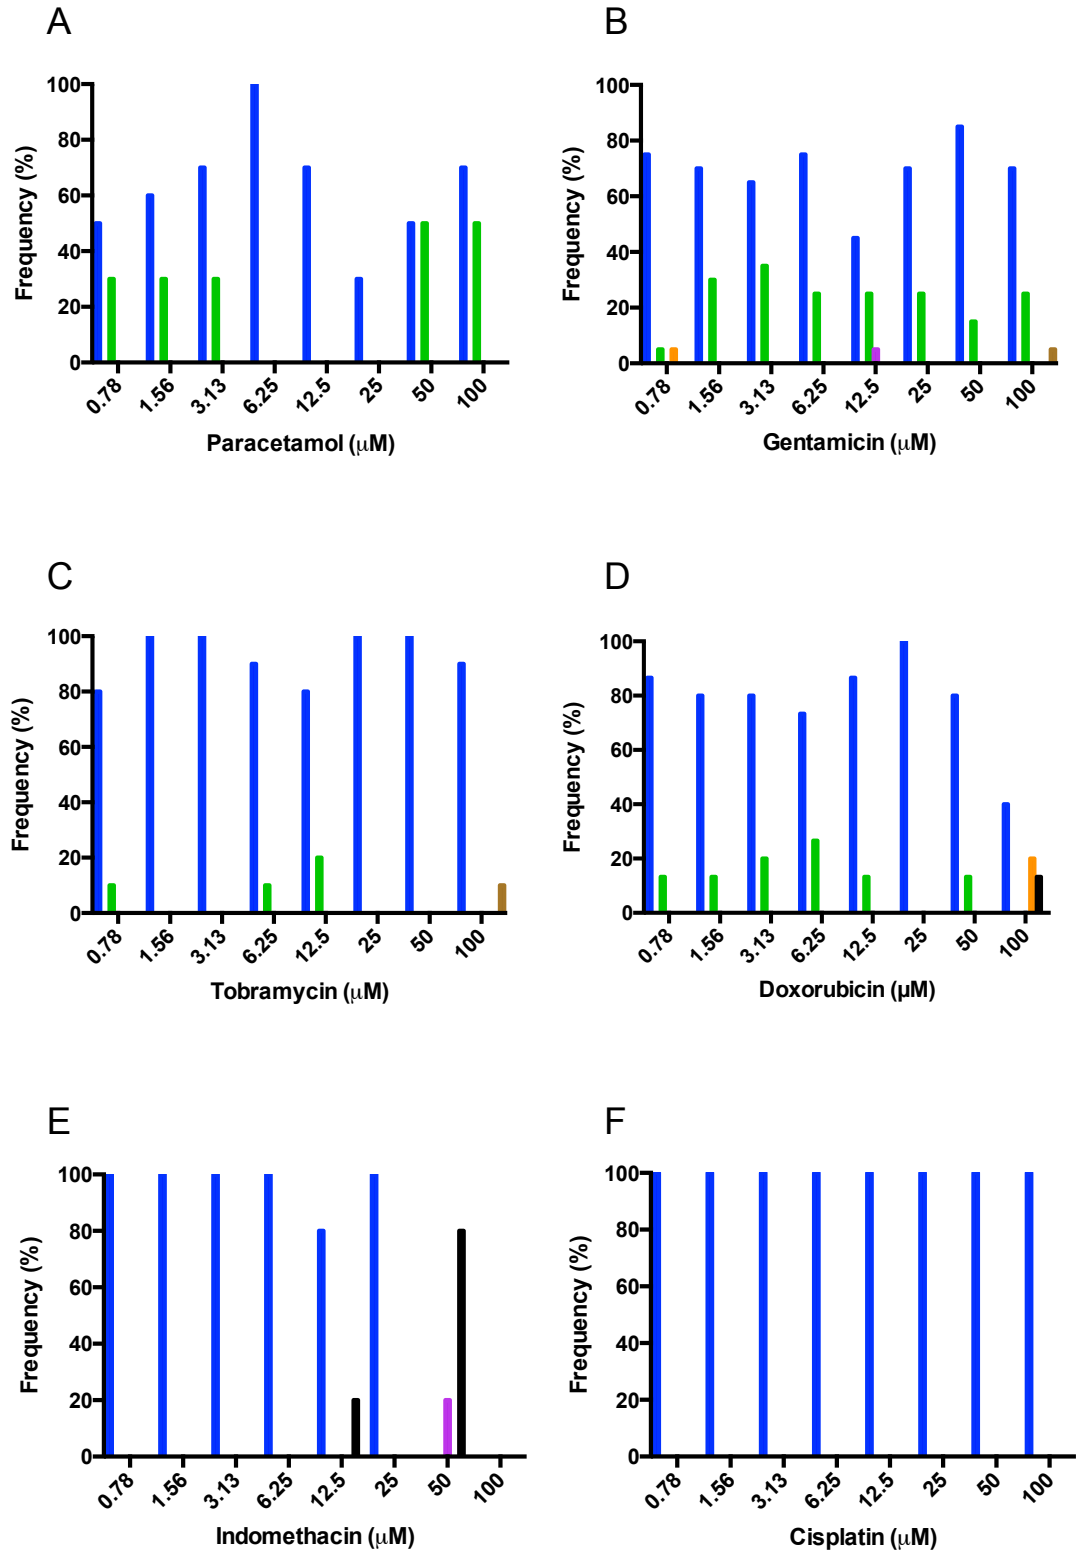 A
100
80
60
40
20
0
Frequency (%)
0.78 1.56 3.13 6.25 12.5 25 50 100
Paracetamol (μM)
B
100
80
60
40
20
0
Frequency (%)
0.78 1.56 3.13 6.25 12.5 25 50 100
Gentamicin (μM)
C
100
80
60
40
20
0
Frequency (%)
0.78 1.56 3.13 6.25 12.5 25 50 100
Tobramycin (μM)
D
100
80
60
40
20
0
Frequency (%)
0.78 1.56 3.13 6.25 12.5 25 50 100
Doxorubicin (µM)
E
100
80
60
40
20
0
Frequency (%)
0.78 1.56 3.13 6.25 12.5 25 50 100
Indomethacin (μM)
F
100
80
60
40
20
0
Frequency (%)
0.78 1.56 3.13 6.25 12.5 25 50 100
Cisplatin (μM)